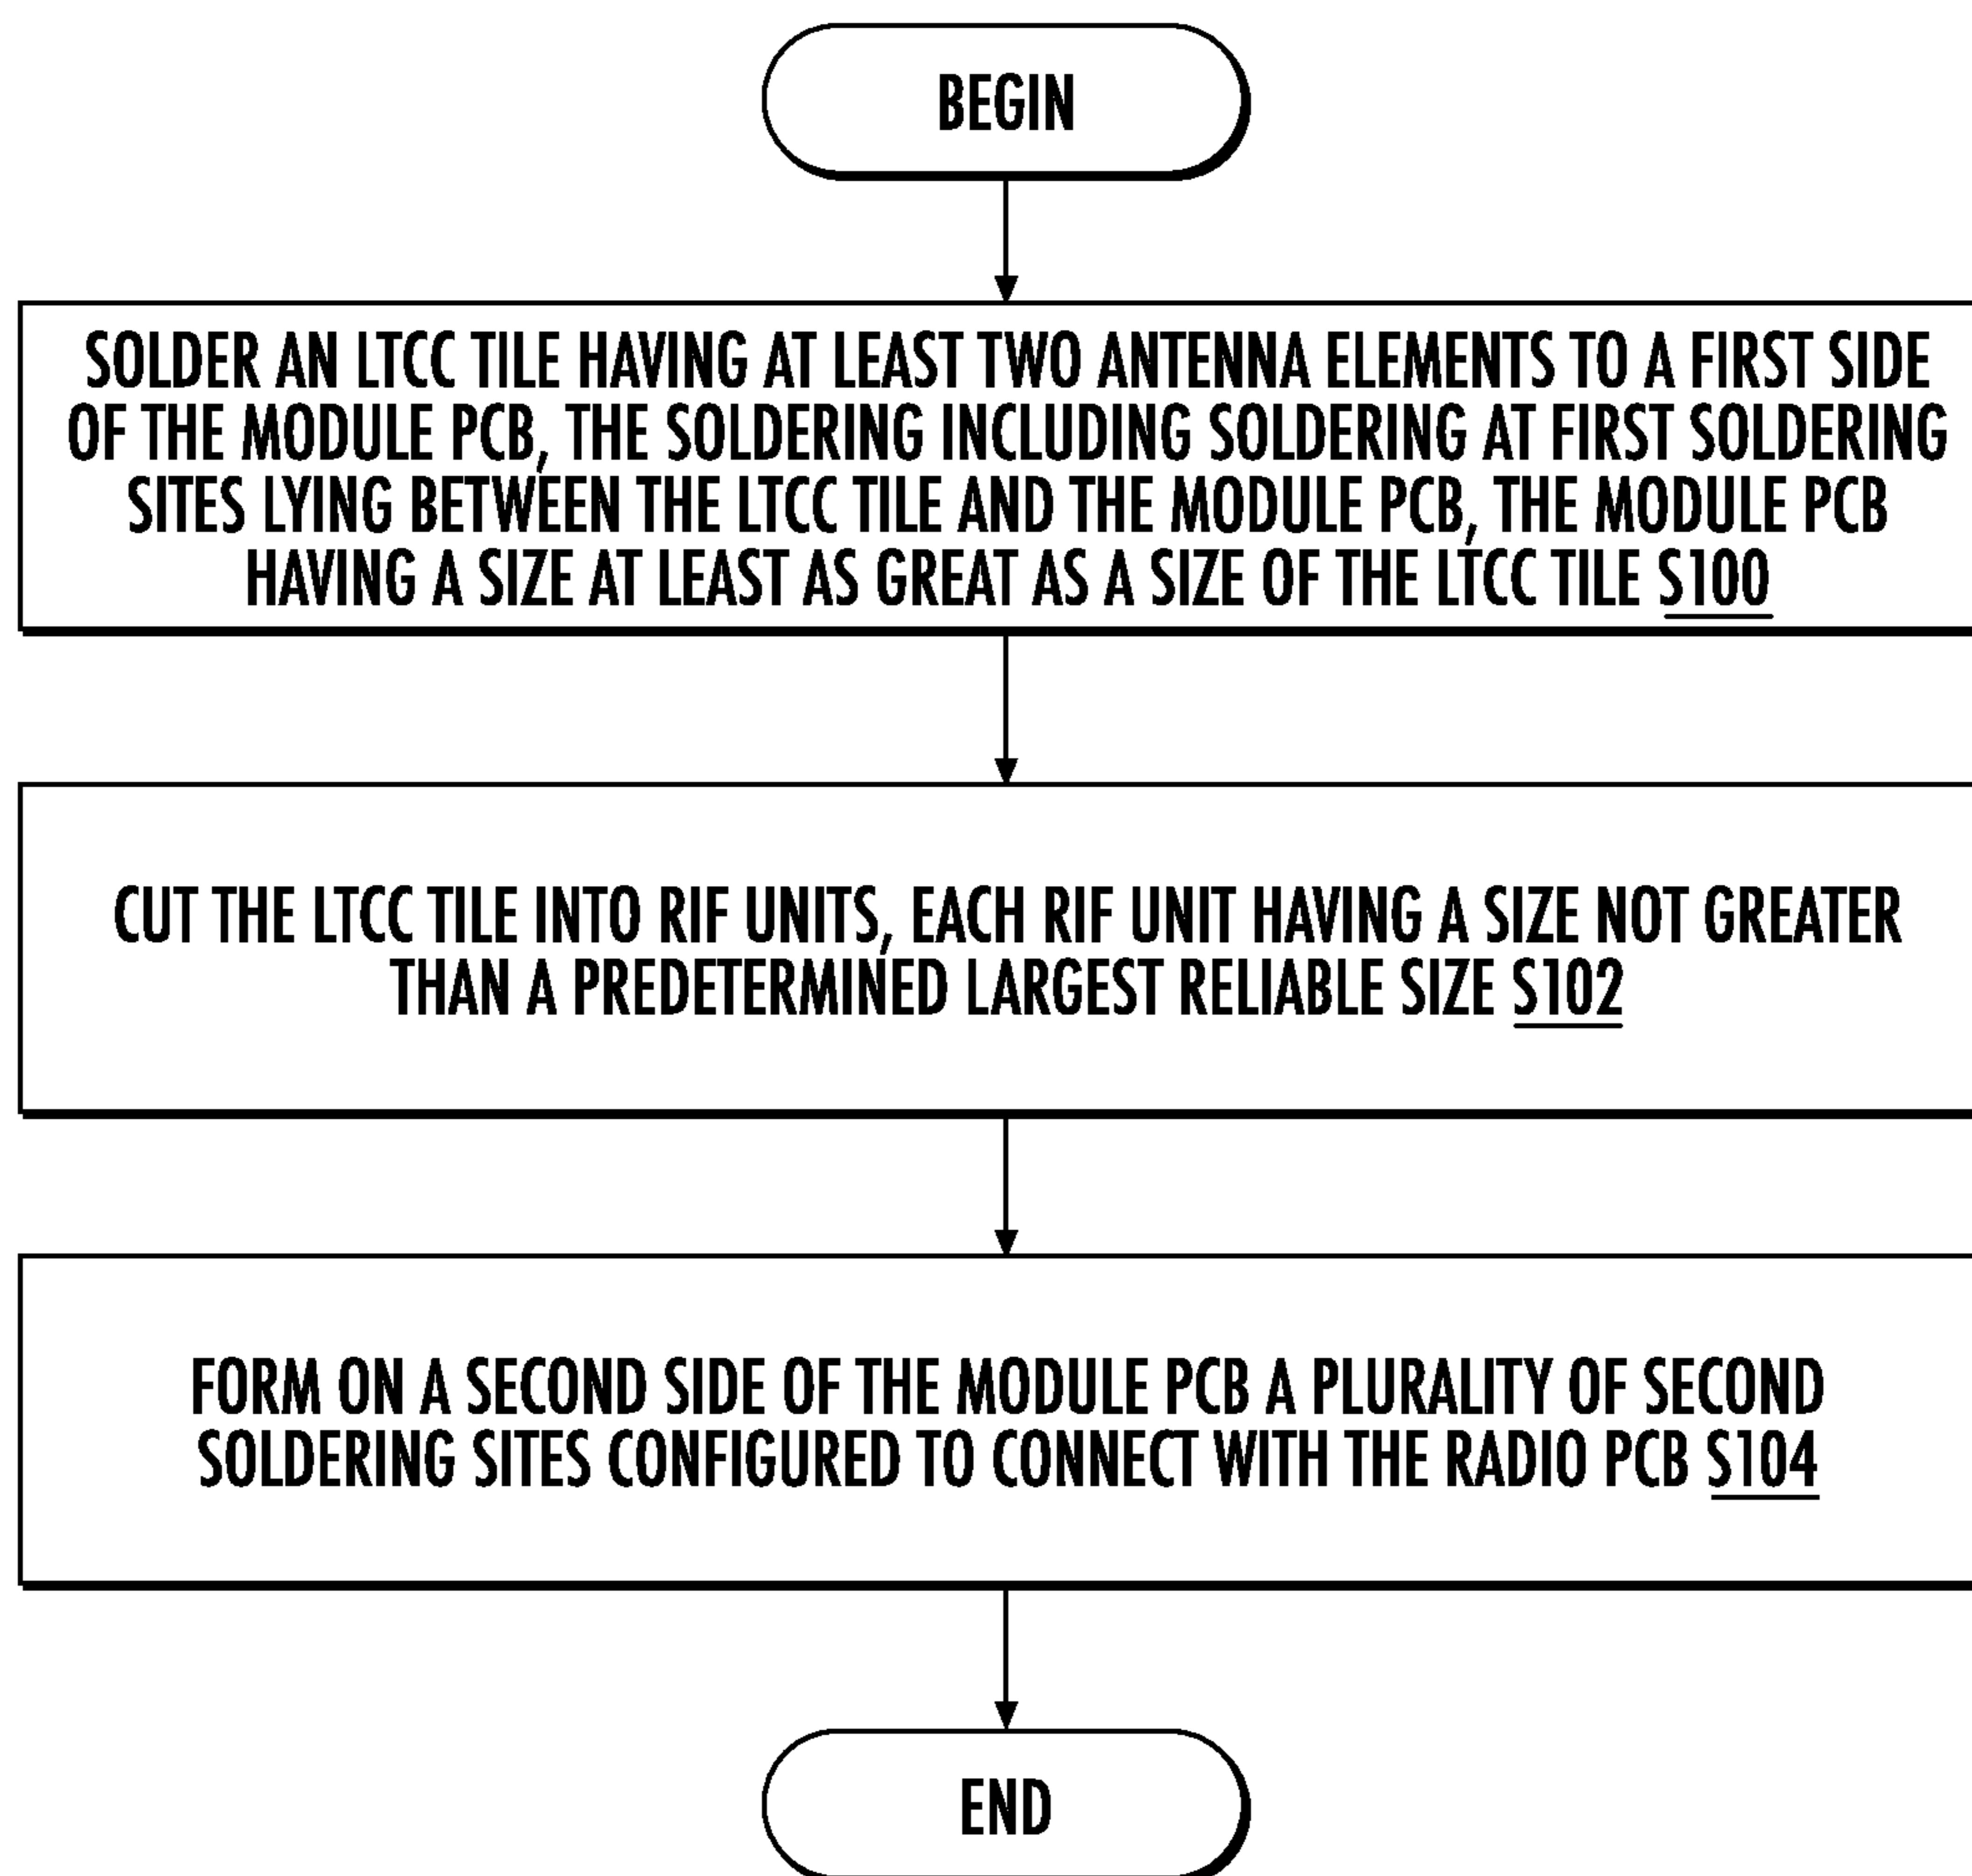 BEGIN
SOLDER AN LTCC TILE HAVING AT LEAST TWO ANTENNA ELEMENTS TO A FIRST SIDE
OF THE MODULE PCB, THE SOLDERING INCLUDING SOLDERING AT FIRST SOLDERING
SITES LYING BETWEEN THE LTCC TILE AND THE MODULE PCB, THE MODULE PCB
HAVING A SIZE AT LEAST AS GREAT AS A SIZE OF THE LTCC TILE S100
CUT THE LTCC TILE INTO RIF UNITS, EACH RIF UNIT HAVING A SIZE NOT GREATER
THAN A PREDETERMINED LARGEST RELIABLE SIZE S102
FORM ON A SECOND SIDE OF THE MODULE PCB A PLURALITY OF SECOND
SOLDERING SITES CONFIGURED TO CONNECT WITH THE RADIO PCB S104
END